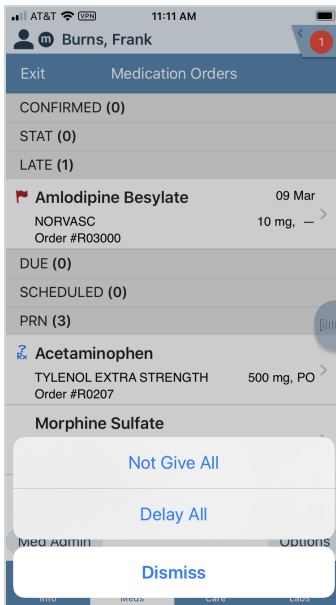 AT&T VPN 11:11 AM
m Burns, Frank 1
Exit Medication Orders
CONFIRMED (0)
STAT (0)
LATE (1)
Amlodipine Besylate 09 Mar
NORVASC 10 mg, —
Order #R03000
DUE (0)
SCHEDULED (0)
PRN (3)
? Rx Acetaminophen
TYLENOL EXTRA STRENGTH 500 mg, PO
Order #R0207
Morphine Sulfate
Not Give All
Delay All
Med Admin Options
Dismiss
Info Meds Care Labs